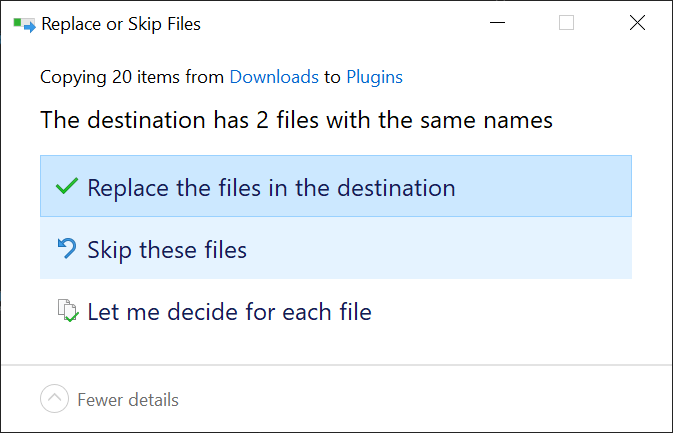 Replace or Skip Files
Copying 20 items from Downloads to Plugins
The destination has 2 files with the same names
Replace the files in the destination
Skip these files
Let me decide for each file
Fewer details